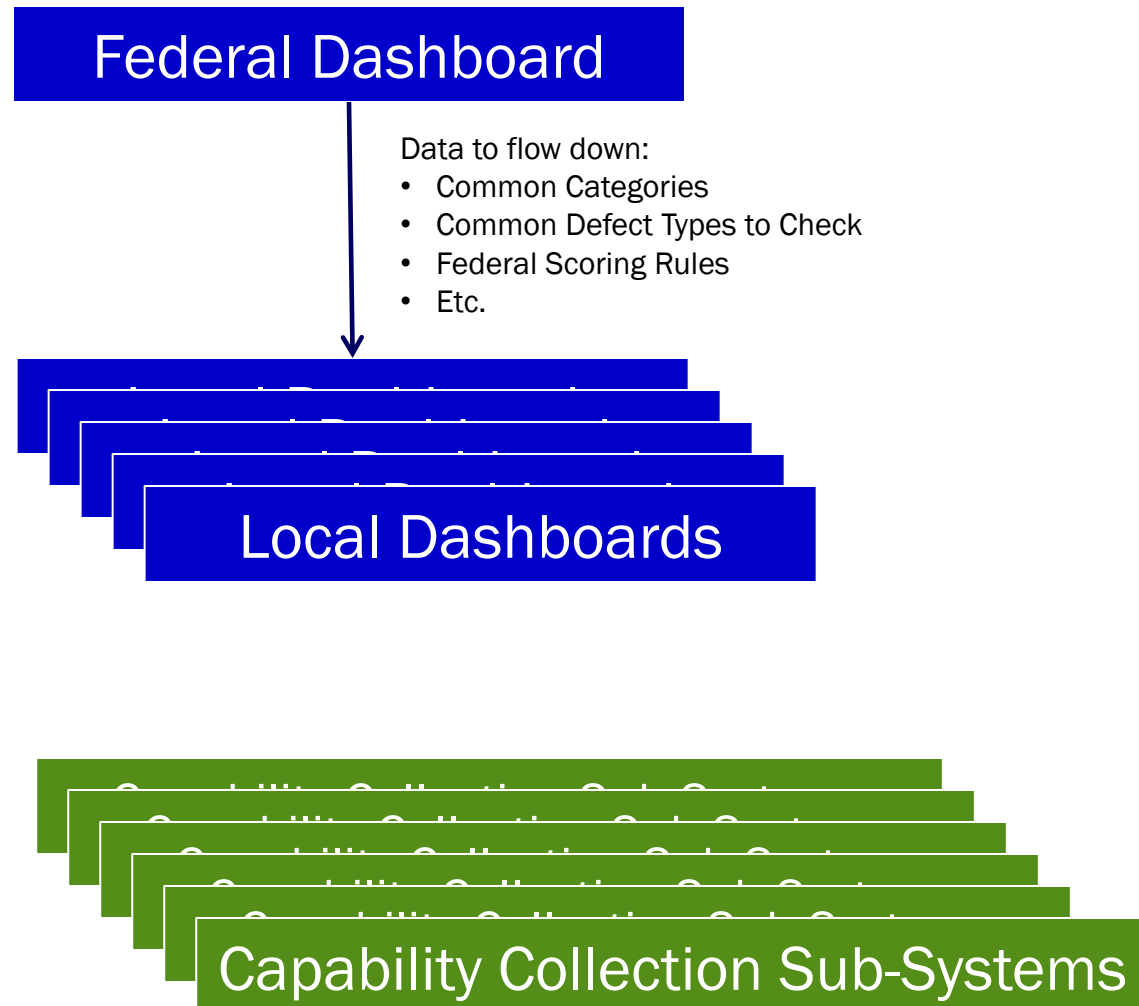 Federal Dashboard
Data to flow down:
• Common Categories
• Common Defect Types to Check
• Federal Scoring Rules
• Etc.
Local Dashboards
Capability Collection Sub-Systems